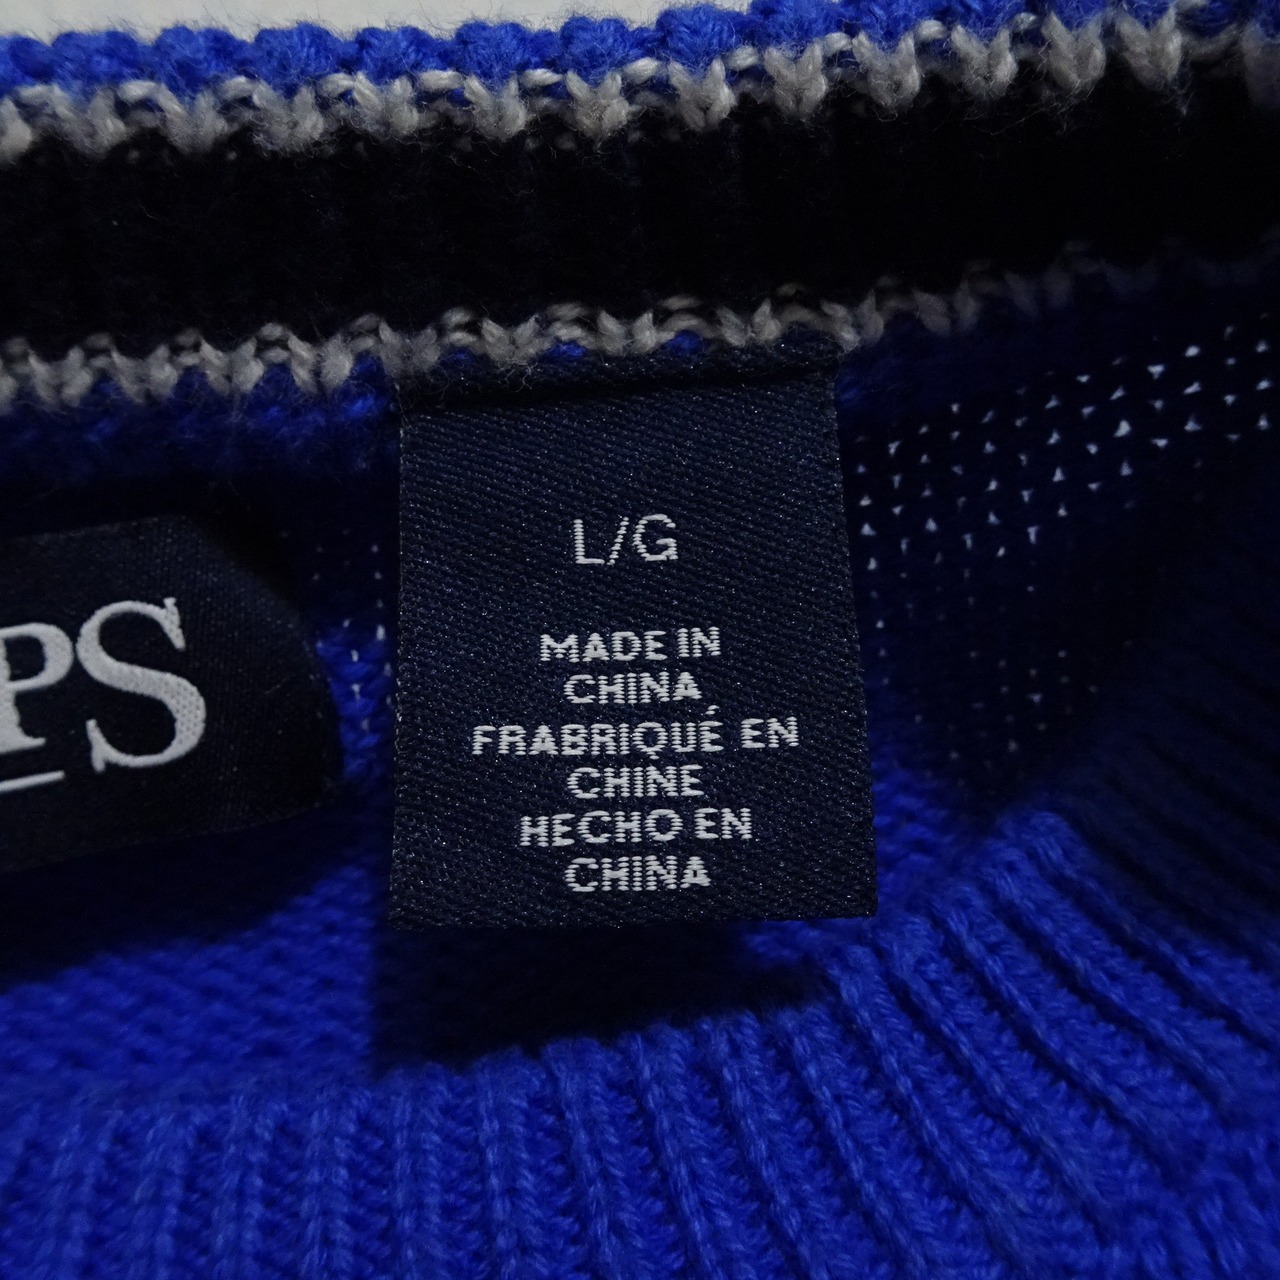 PS
L/G
MADE IN
CHINA
FRABRIQUÉ EN
CHINE
HECHO EN
CHINA